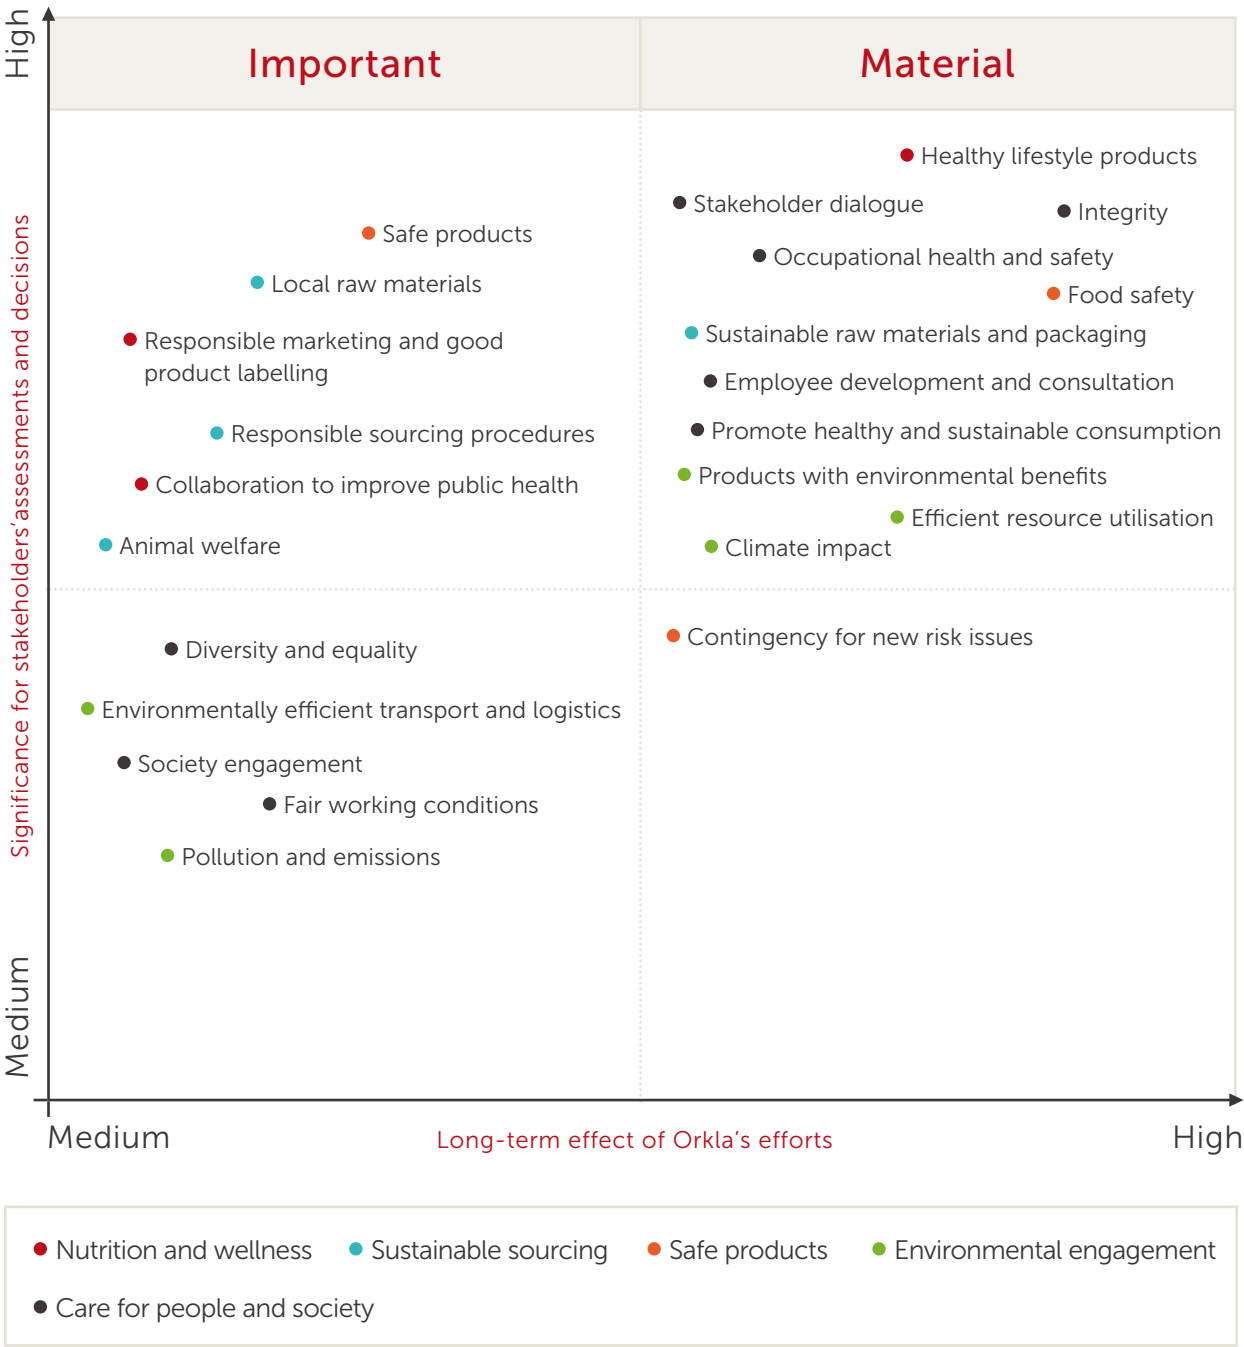 High
Important
Material
Healthy lifestyle products
Stakeholder dialogue
Integrity
Safe products
Occupational health and safety
Local raw materials
Food safety
Sustainable raw materials and packaging
Responsible marketing and good
product labelling
Employee development and consultation
Responsible sourcing procedures
Promote healthy and sustainable consumption
Collaboration to improve public health
Products with environmental benefits
Efficient resource utilisation
Animal welfare
Climate impact
Significance for stakeholders'assessments and decisions
Diversity and equality
Contingency for new risk issues
Environmentally efficient transport and logistics
Society engagement
Fair working conditions
Pollution and emissions
Medium
Medium
Long-term effect of Orkla's efforts
High
Nutrition and wellness
Sustainable sourcing
Safe products
Environmental engagement
Care for people and society